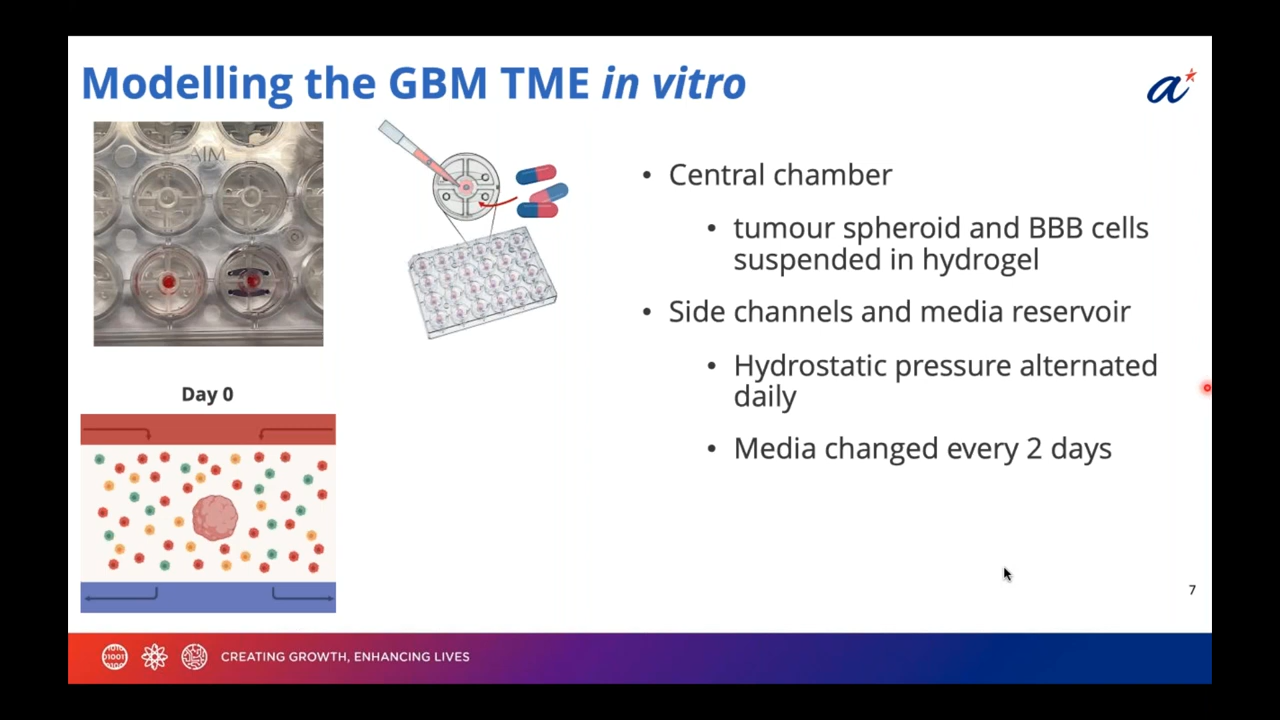 Modelling the GBM TME in vitro
a*
AIM
• Central chamber
• tumour spheroid and BBB cells
suspended in hydrogel
• Side channels and media reservoir
• Hydrostatic pressure alternated
daily
• Media changed every 2 days
Day 0
7
CREATING GROWTH, ENHANCING LIVES